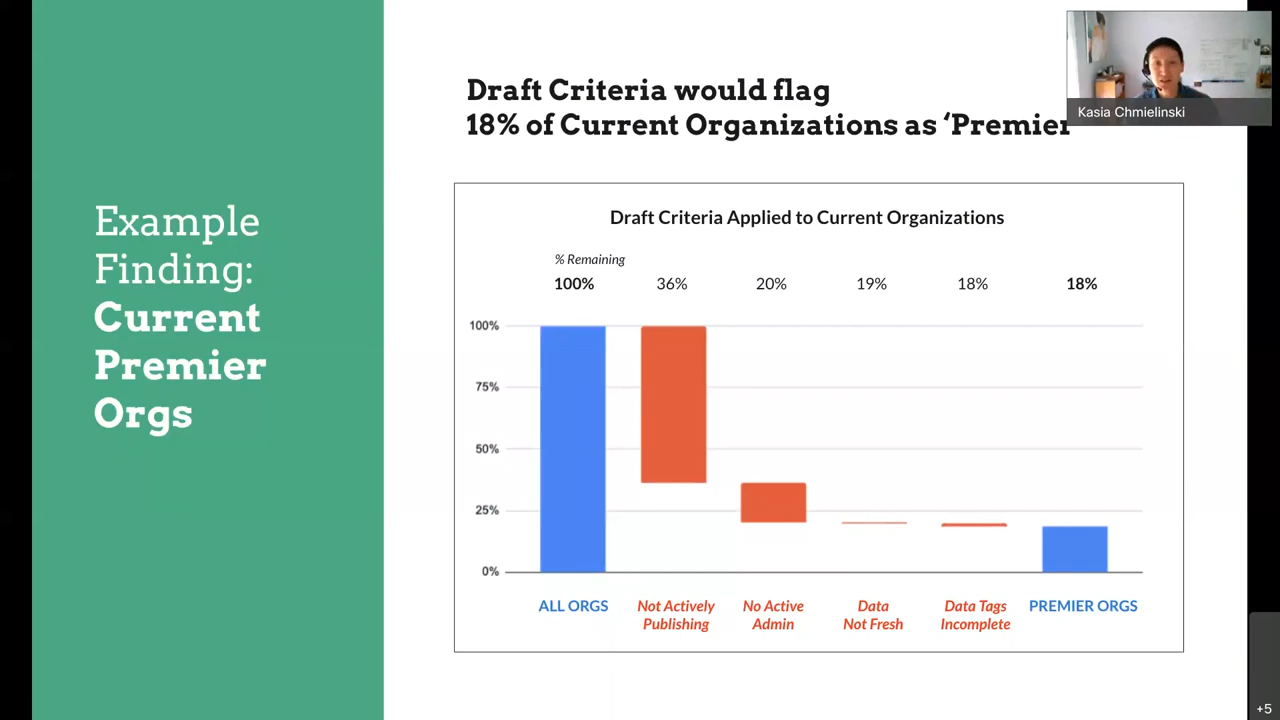 Example
Finding:
Current
Premier
Orgs
Draft Criteria would flag
18% of Current Organizations as ‘Premier
Kasia Chmielinski
Draft Criteria Applied to Current Organizations
% Remaining
100% 36% 20% 19% 18% 18%
100%
75%
50%
25%
0%
ALL ORGS
Not Actively
Publishing
No Active
Admin
Data
Not Fresh
Data Tags
Incomplete
PREMIER ORGS
+5